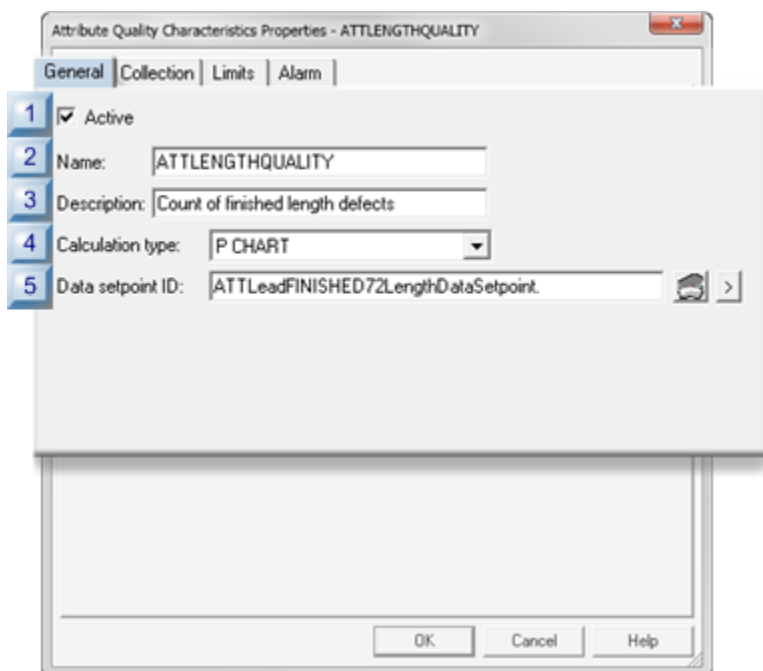 Attribute Quality Characteristics Properties - ATTLENGTHQUALITY
General Collection Limits Alarm
1 Active
2 Name: ATTLENGTHQUALITY
3 Description: Count of finished length defects
4 Calculation type: P CHART
5 Data setpoint ID: ATTLeadFINISHED72LengthDataSetpoint. >
OK Cancel Help